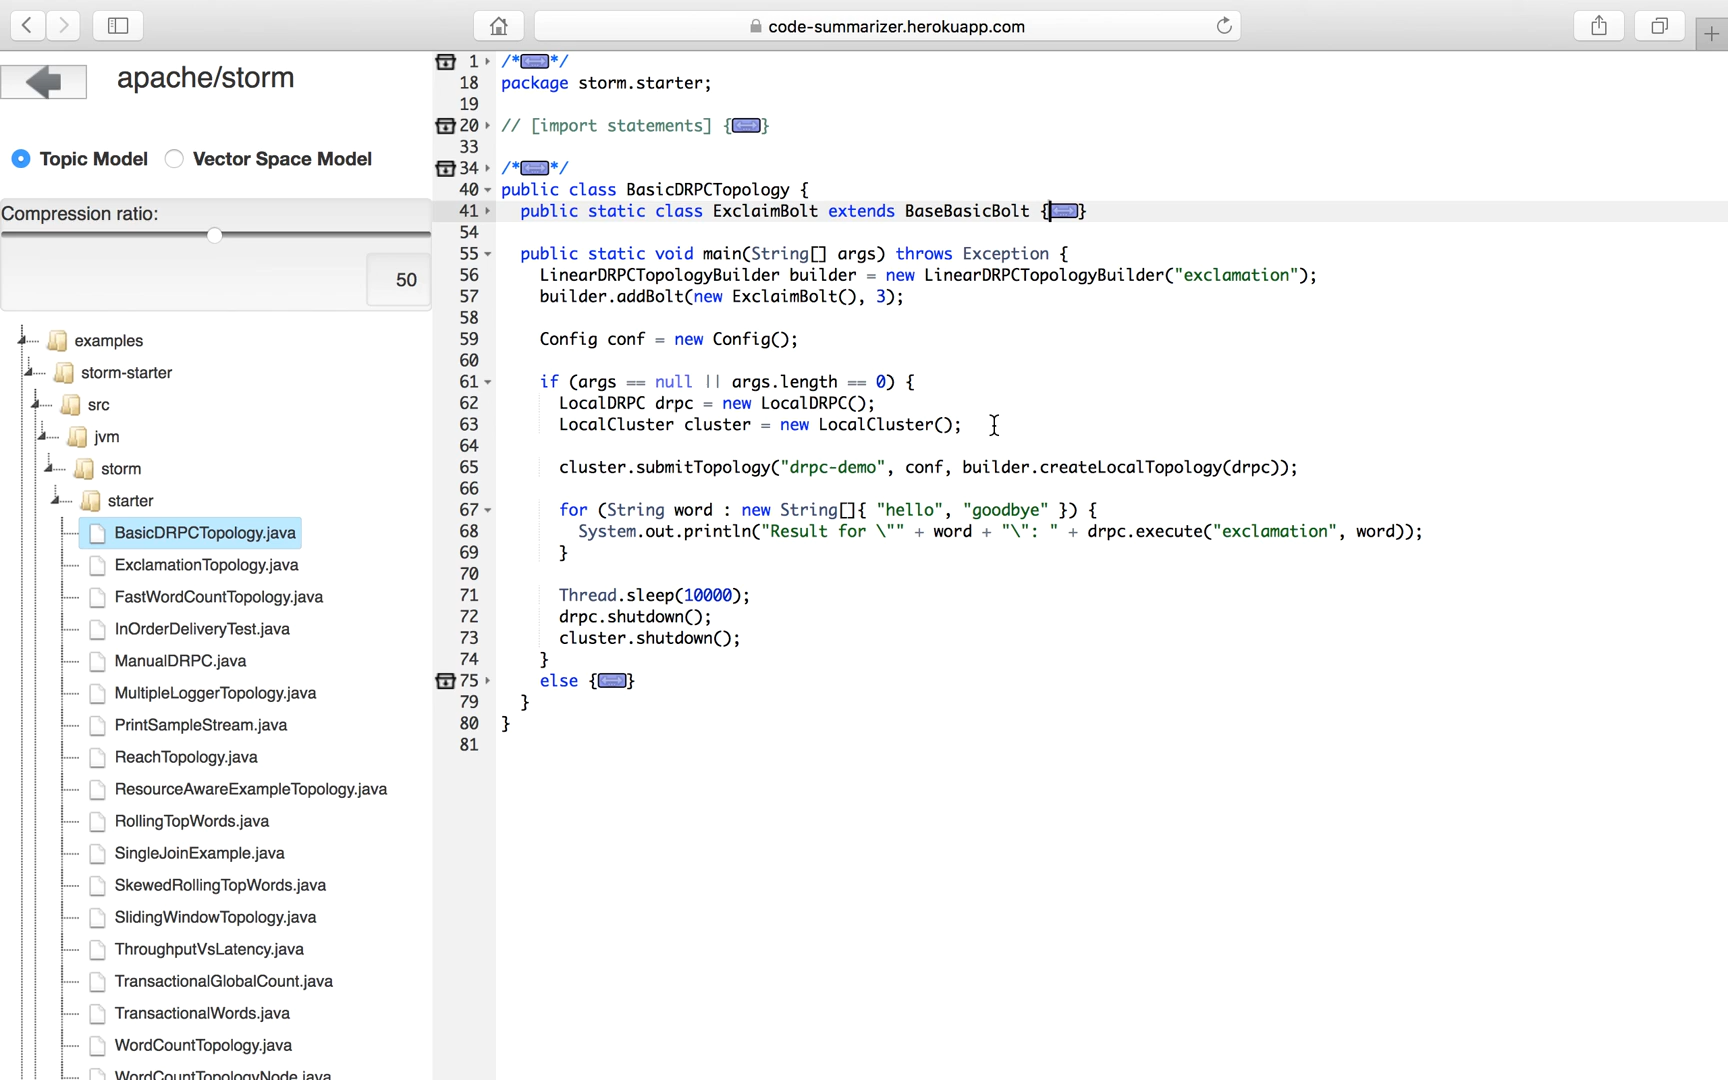 code-summarizer.herokuapp.com
apache/storm
Topic Model Vector Space Model
Compression ratio:
50
examples
storm-starter
src
jvm
storm
starter
BasicDRPCTopology.java
ExclamationTopology.java
FastWordCountTopology.java
InOrderDeliveryTest.java
ManualDRPC.java
MultipleLoggerTopology.java
PrintSampleStream.java
ReachTopology.java
ResourceAwareExampleTopology.java
RollingTopWords.java
SingleJoinExample.java
SkewedRollingTopWords.java
SlidingWindowTopology.java
ThroughputVsLatency.java
TransactionalGlobalCount.java
TransactionalWords.java
WordCountTopology.java
WordCountTopologyNode.java
1 /* */
18 package storm.starter;
19
20 // [import statements] { }
33
34 /* */
40 public class BasicDRPCTopology {
41 public static class ExclaimBolt extends BaseBasicBolt { }
54
55 public static void main(String[] args) throws Exception {
56 LinearDRPCTopologyBuilder builder = new LinearDRPCTopologyBuilder("exclamation");
57 builder.addBolt(new ExclaimBolt(), 3);
58
59 Config conf = new Config();
60
61 if (args == null || args.length == 0) {
62 LocalDRPC drpc = new LocalDRPC();
63 LocalCluster cluster = new LocalCluster();
64
65 cluster.submitTopology("drpc-demo", conf, builder.createLocalTopology(drpc));
66
67 for (String word : new String[]{ "hello", "goodbye" }) {
68 System.out.println("Result for \"" + word + "\": " + drpc.execute("exclamation", word));
69 }
70
71 Thread.sleep(10000);
72 drpc.shutdown();
73 cluster.shutdown();
74 }
75 else { }
79 }
80 }
81